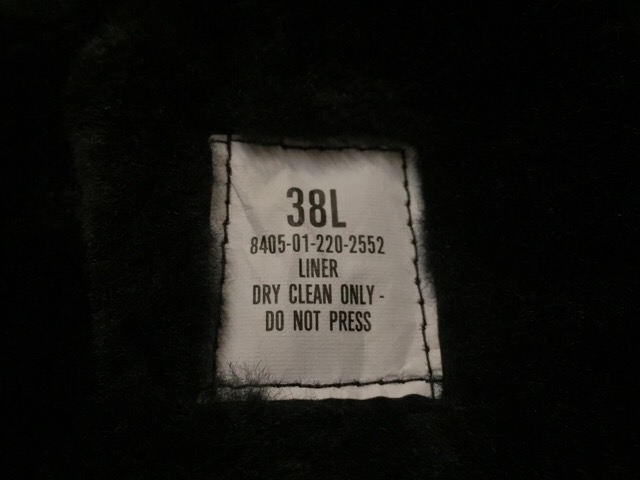 38L
8405-01-220-2552
LINER
DRY CLEAN ONLY-
DO NOT PRESS